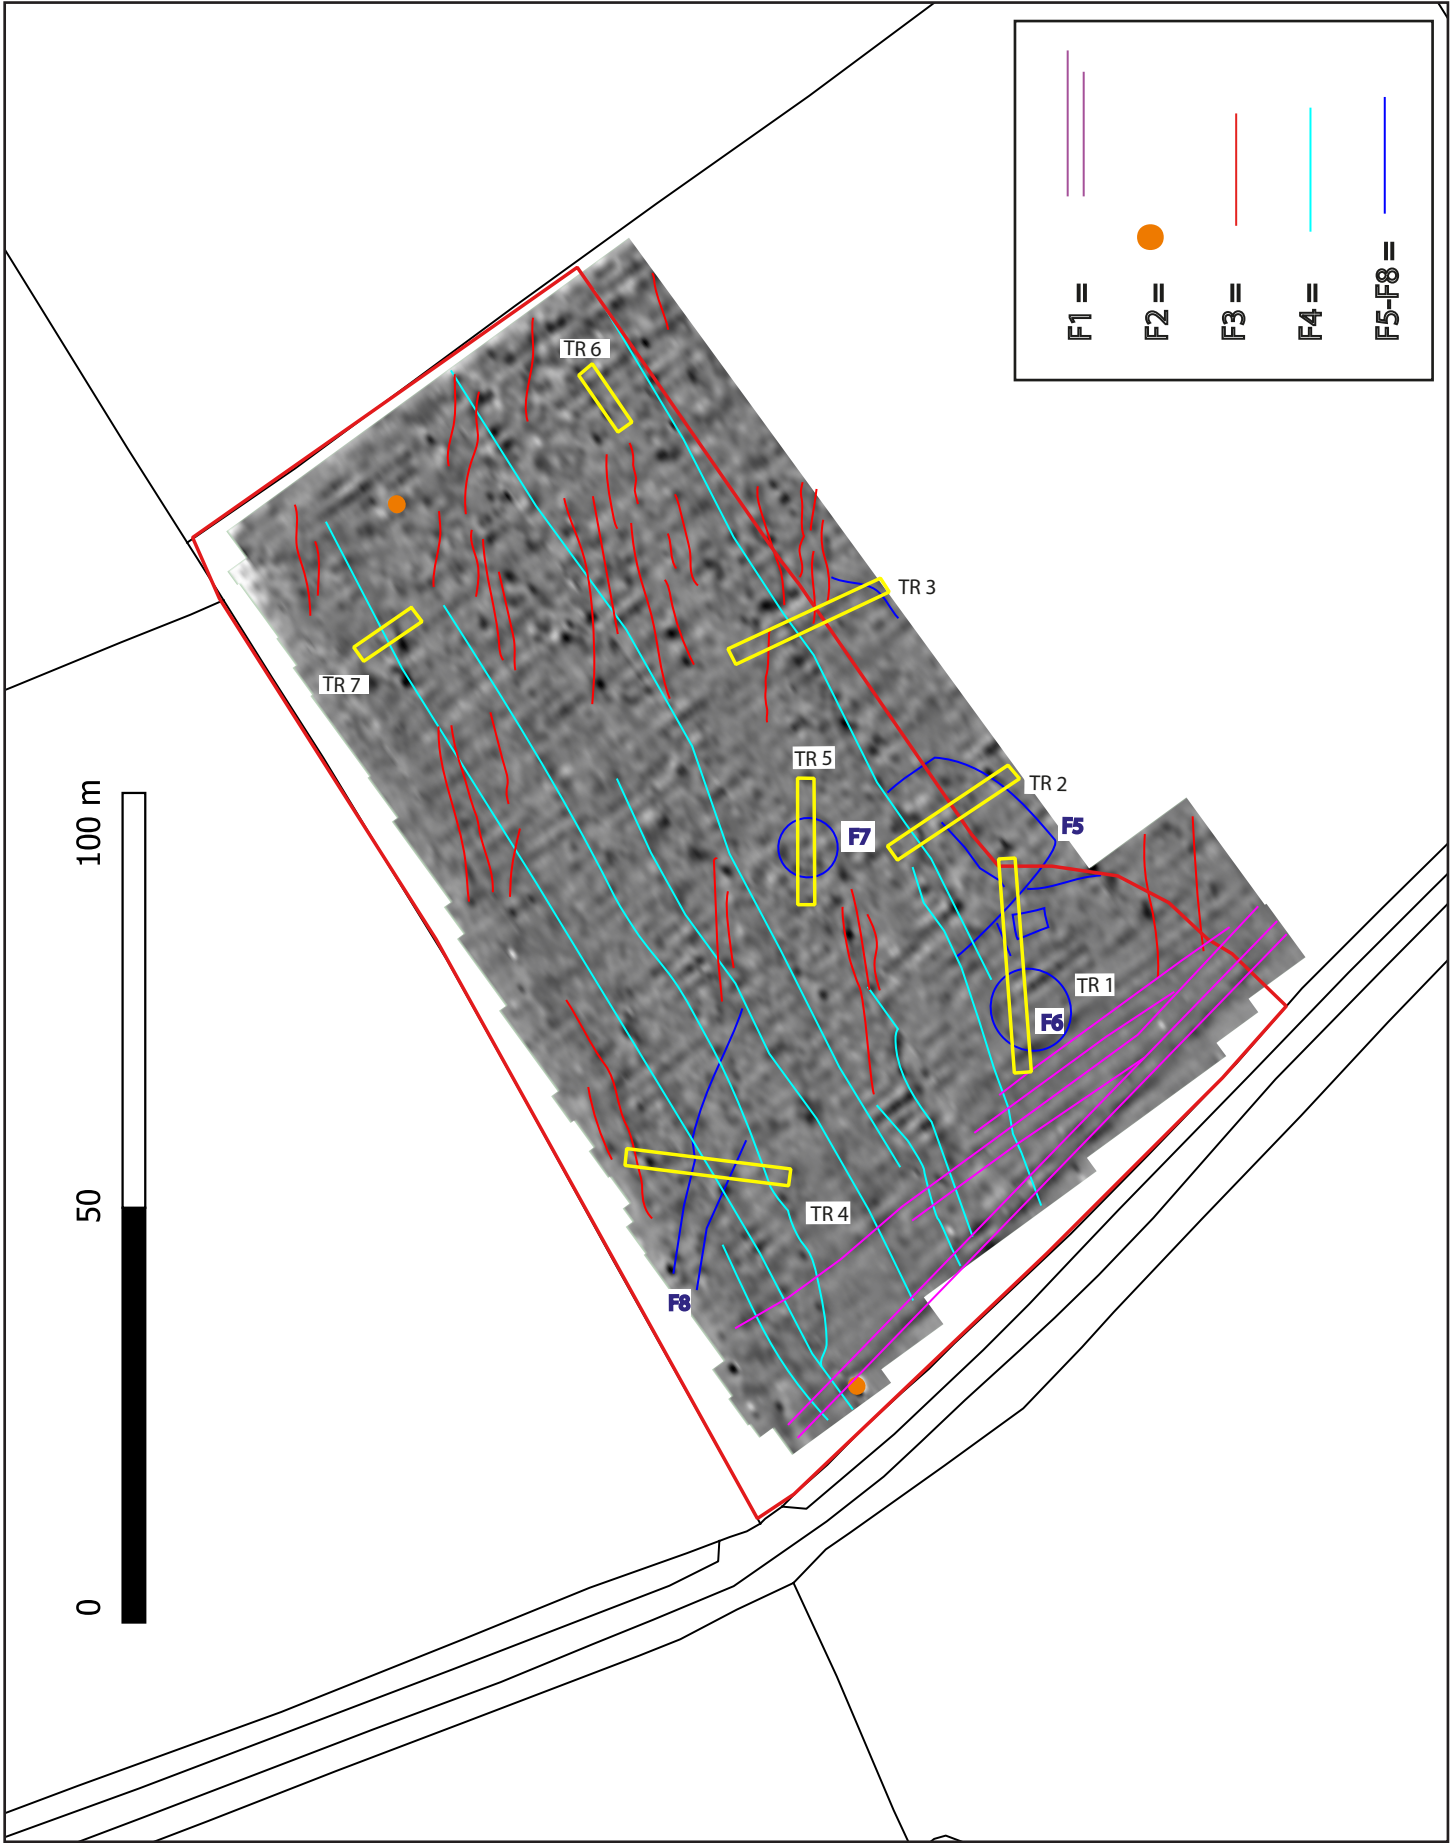 F1 =
F2 =
F3 =
F4 =
F5-F8 =
TR 6
TR 3
TR 7
TR 5
TR 2
F7
F5
TR 1
F6
TR 4
F8
100 m
50
0